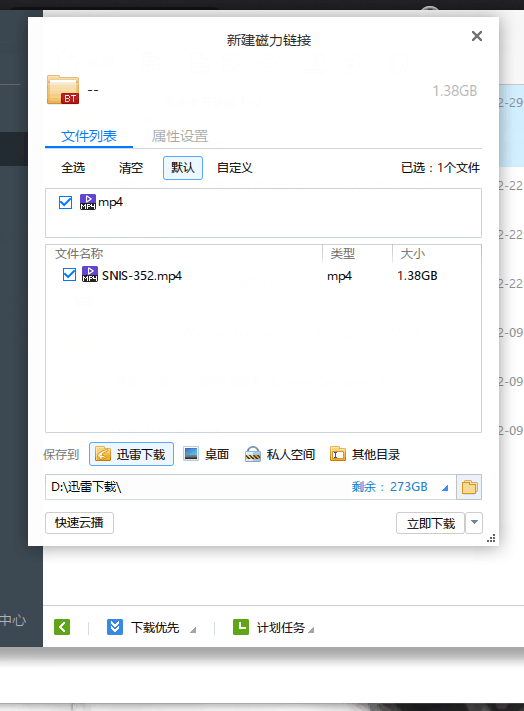 新建磁力链接
BT
--
1.38GB
文件列表 属性设置
全选 清空 默认 自定义 已选：1个文件
MP4 mp4
文件名称 类型 大小
MP4 SNIS-352.mp4 mp4 1.38GB
保存到 迅雷下载 桌面 私人空间 其他目录
D:\迅雷下载\ 剩余：273GB
快速云播 立即下载
2-29
2-22
2-22
2-22
2-09
2-09
2-09
中心
下载优先 计划任务